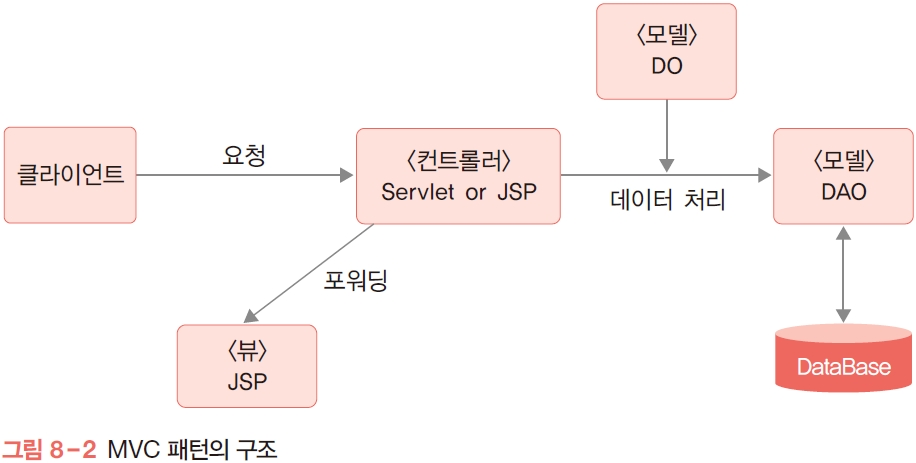 〈모델〉
DO
클라이언트
요청
〈컨트롤러〉
Servlet or JSP
데이터 처리
〈모델〉
DAO
포워딩
〈뷰〉
JSP
DataBase
그림 8-2 MVC 패턴의 구조